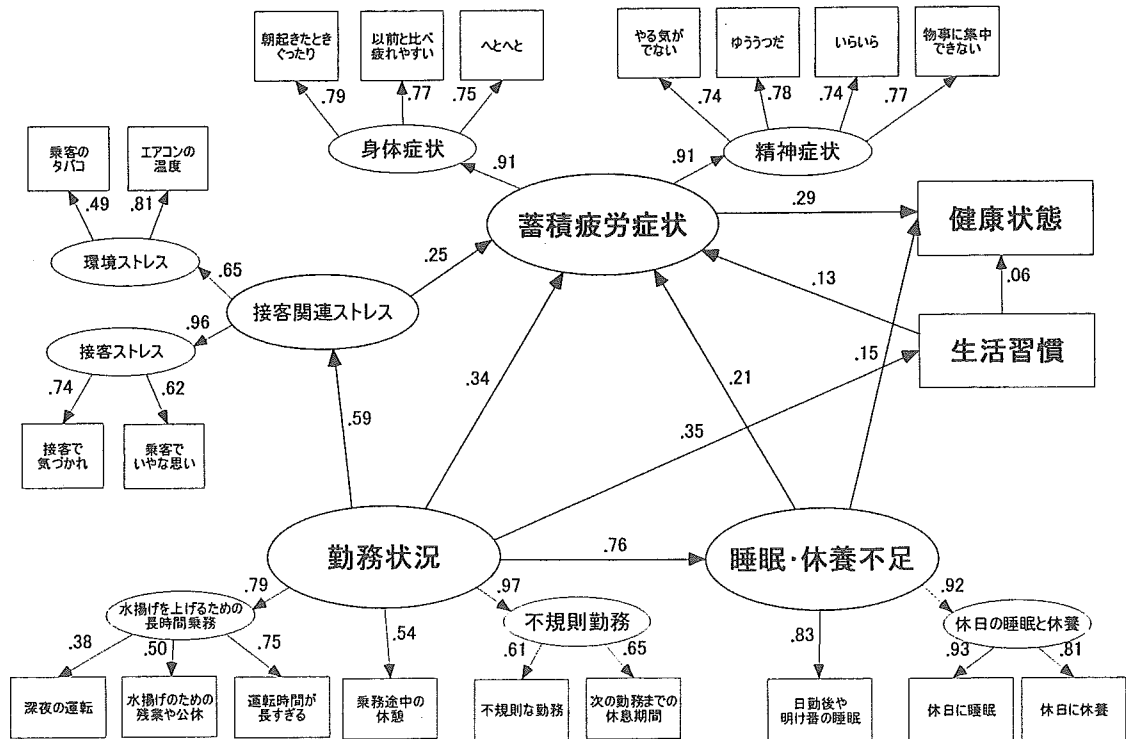 朝起きたとき
ぐったり
以前と比べ
疲れやすい
へとへと
やる気が
でない
ゆううつだ
いらいら
物事に集中
できない
.79
.77
.75
.74
.78
.74
.77
身体症状
精神症状
乗客の
タバコ
エアコンの
温度
.91
.91
.49
.81
蓄積疲労症状
.29
健康状態
環境ストレス
.65
.25
.13
.06
接客関連ストレス
.96
接客ストレス
生活習慣
.74
.62
.34
.21
.15
.59
.35
接客で
気づかれ
乗客で
いやな思い
勤務状況
.76
睡眠・休養不足
.79
.97
.92
水揚げを上げるための
長時間乗務
不規則勤務
休日の睡眠と休養
.38
.50
.75
.54
.61
.65
.83
.93
.81
深夜の運転
水揚げのための
残業や公休
運転時間が
長すぎる
乗務途中の
休憩
不規則な勤務
次の勤務までの
休息期間
日勤後や
明け番の睡眠
休日に睡眠
休日に休養